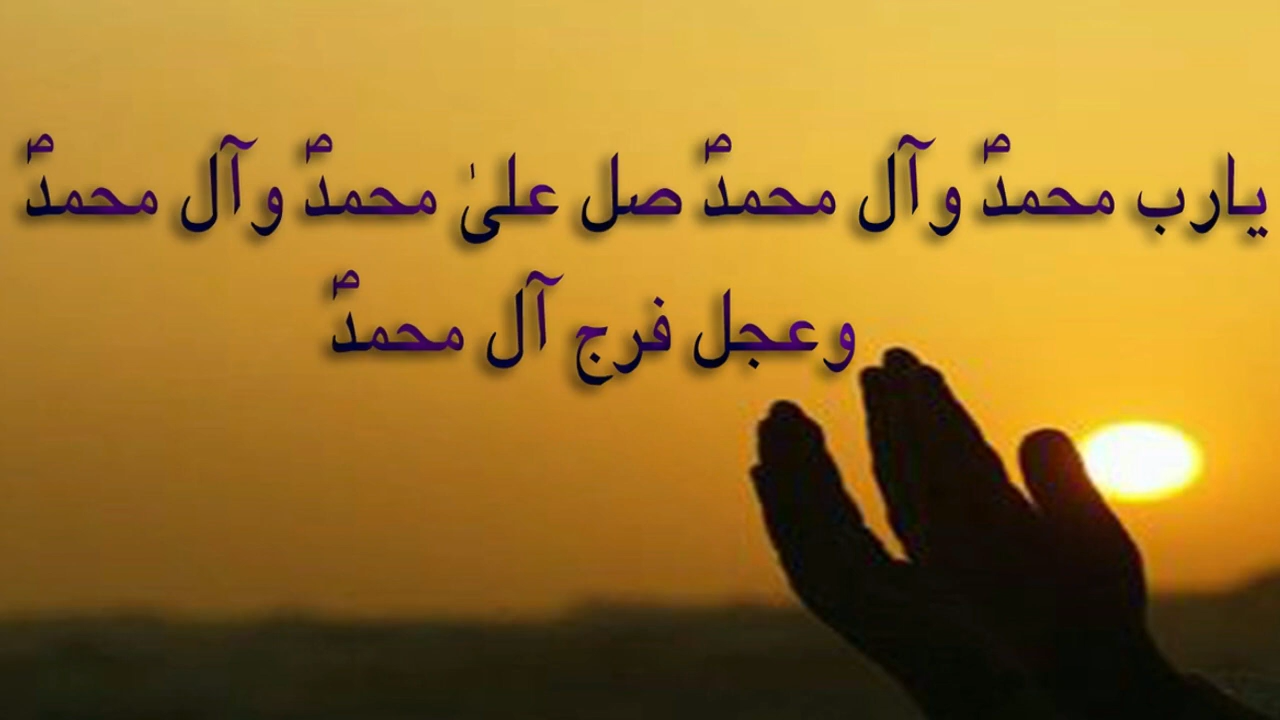 یارب محمدؐ وآل محمدؐ صل علیٰ محمدؐ وآل محمدؐ
وعجل فرج آل محمدؐ